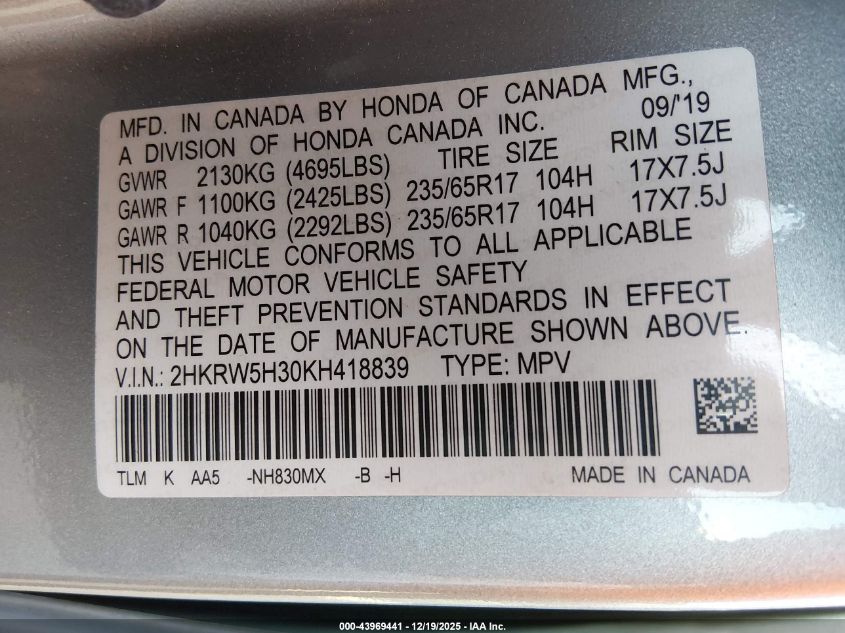 MFD. IN CANADA BY HONDA OF CANADA MFG.,
A DIVISION OF HONDA CANADA INC. 09/'19
TIRE SIZE RIM SIZE
GVWR 2130KG (4695LBS)
GAWR F 1100KG (2425LBS) 235/65R17 104H 17X7.5J
GAWR R 1040KG (2292LBS) 235/65R17 104H 17X7.5J
THIS VEHICLE CONFORMS TO ALL APPLICABLE
FEDERAL MOTOR VEHICLE SAFETY
AND THEFT PREVENTION STANDARDS IN EFFECT
ON THE DATE OF MANUFACTURE SHOWN ABOVE.
V.I.N.: 2HKRW5H30KH418839 TYPE: MPV
TLM K AA5 -NH830MX -B -H MADE IN CANADA
000-43969441 - 12/19/2025 - IAA Inc.